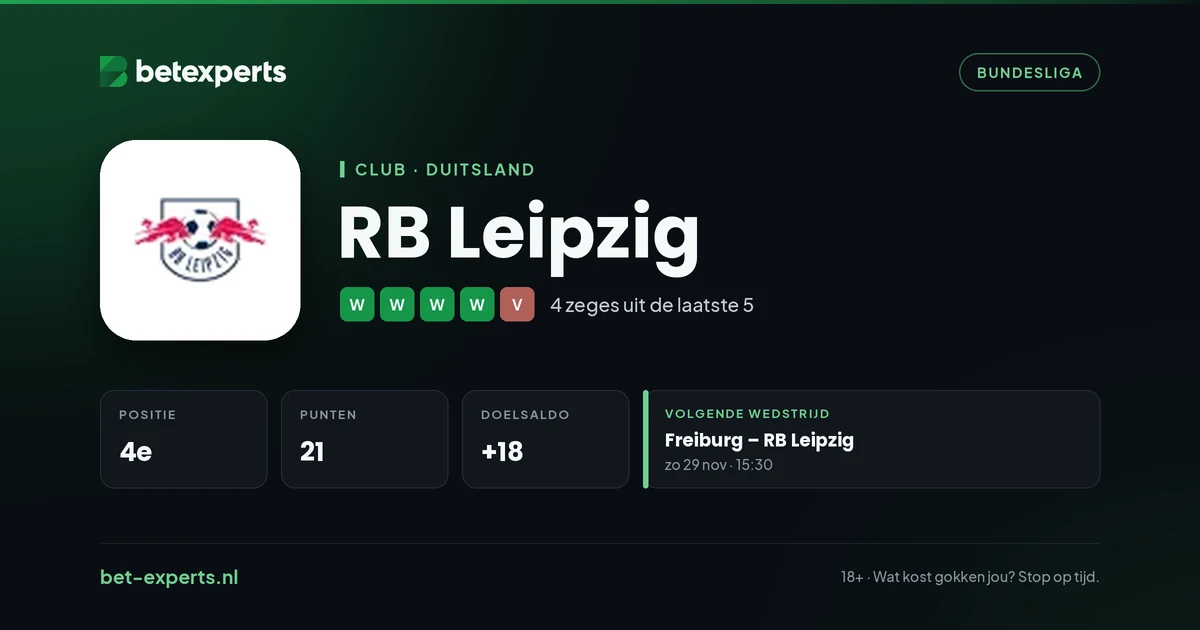 betexperts
BUNDESLIGA
RB LEIPZIG
CLUB · DUITSLAND
RB Leipzig
W W W W V 4 zeges uit de laatste 5
POSITIE
4e
PUNTEN
21
DOELSALDO
+18
VOLGENDE WEDSTRIJD
Freiburg – RB Leipzig
zo 29 nov · 15:30
bet-experts.nl
18+ · Wat kost gokken jou? Stop op tijd.